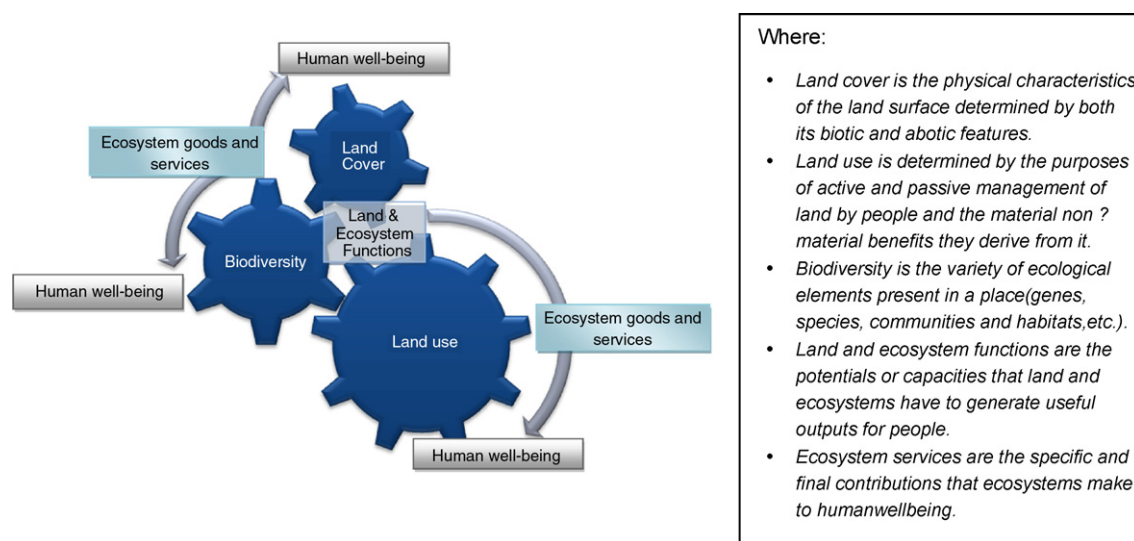 Human well-being
Ecosystem goods and
services
Land
Cover
Land &
Ecosystem
Functions
Biodiversity
Human well-being
Ecosystem goods and
services
Land use
Human well-being
Where:
• Land cover is the physical characteristics
of the land surface determined by both
its biotic and abotic features.
• Land use is determined by the purposes
of active and passive management of
land by people and the material non ?
material benefits they derive from it.
• Biodiversity is the variety of ecological
elements present in a place(genes,
species, communities and habitats,etc.).
• Land and ecosystem functions are the
potentials or capacities that land and
ecosystems have to generate useful
outputs for people.
• Ecosystem services are the specific and
final contributions that ecosystems make
to humanwellbeing.